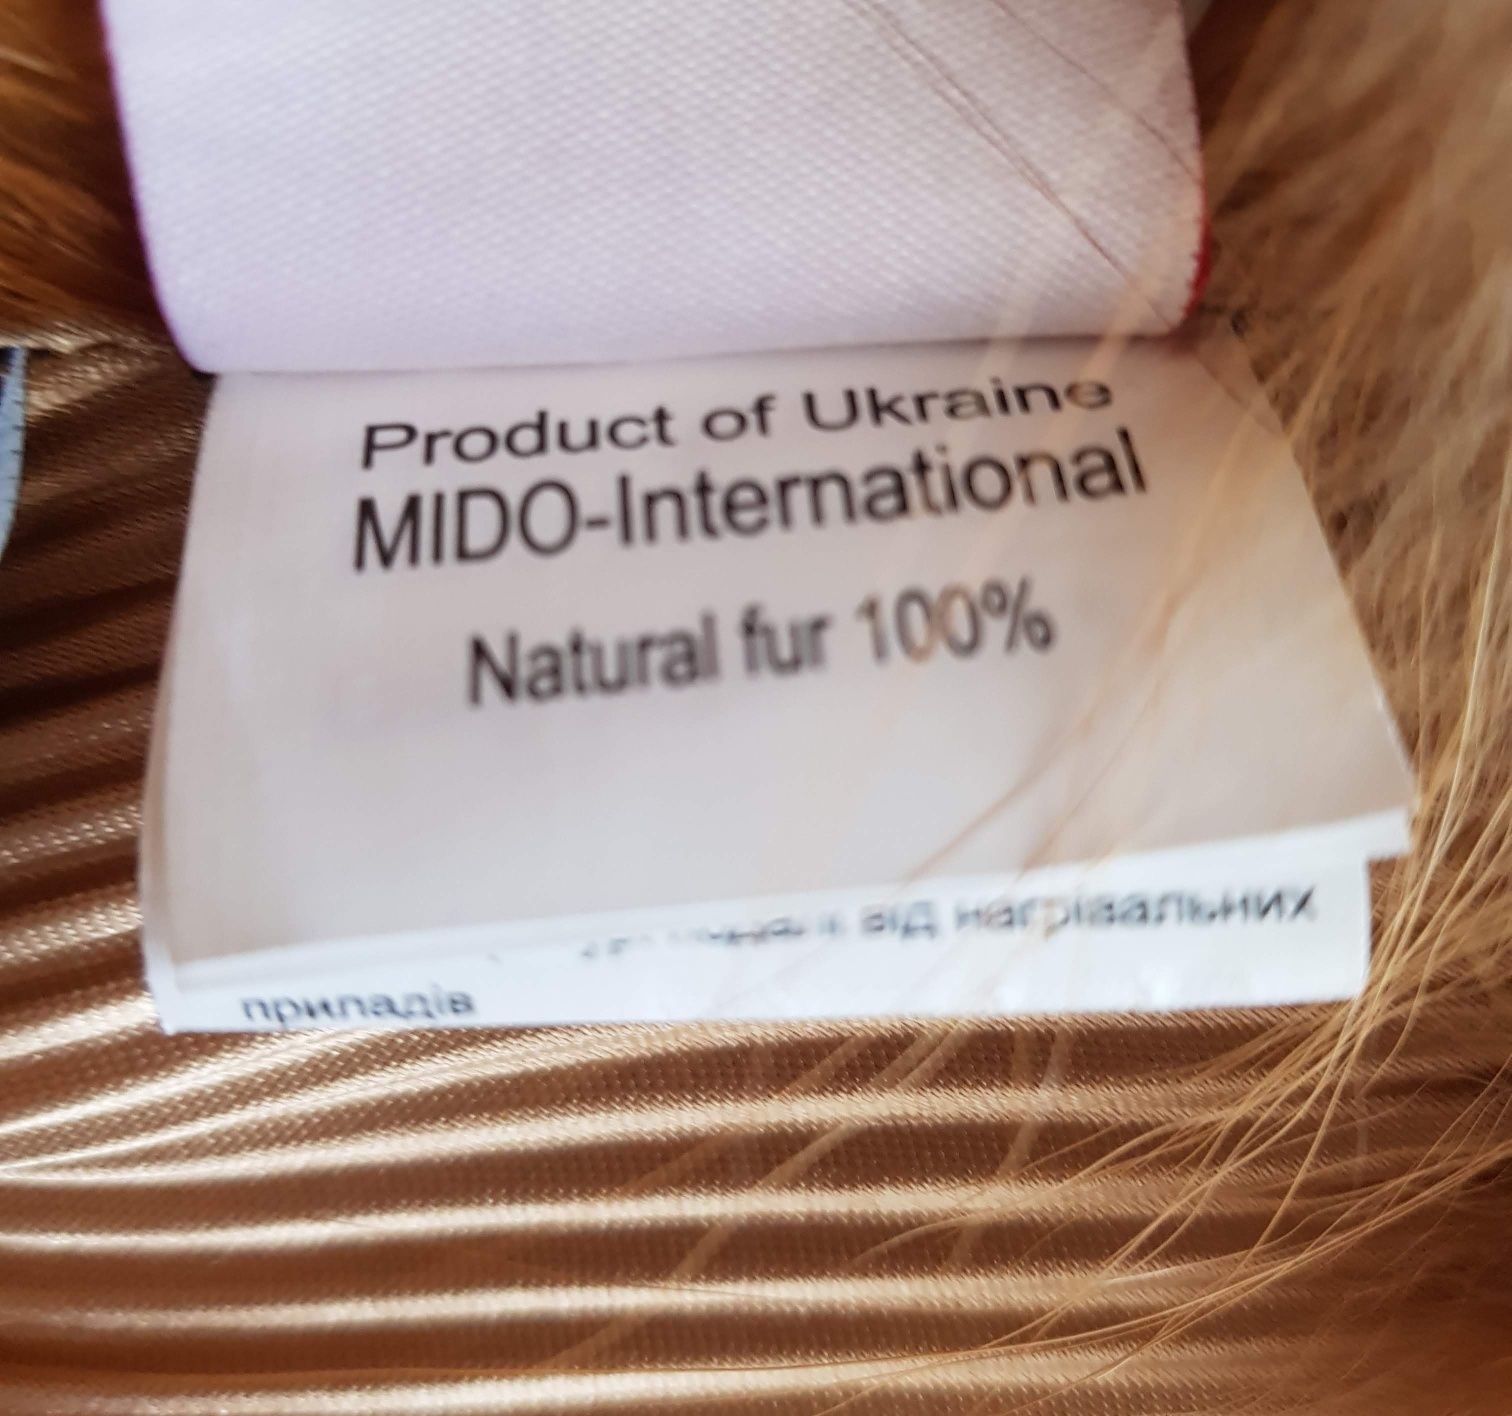 Product of Ukraine
MIDO-International
Natural fur 100%
від нагрівальних
приладів